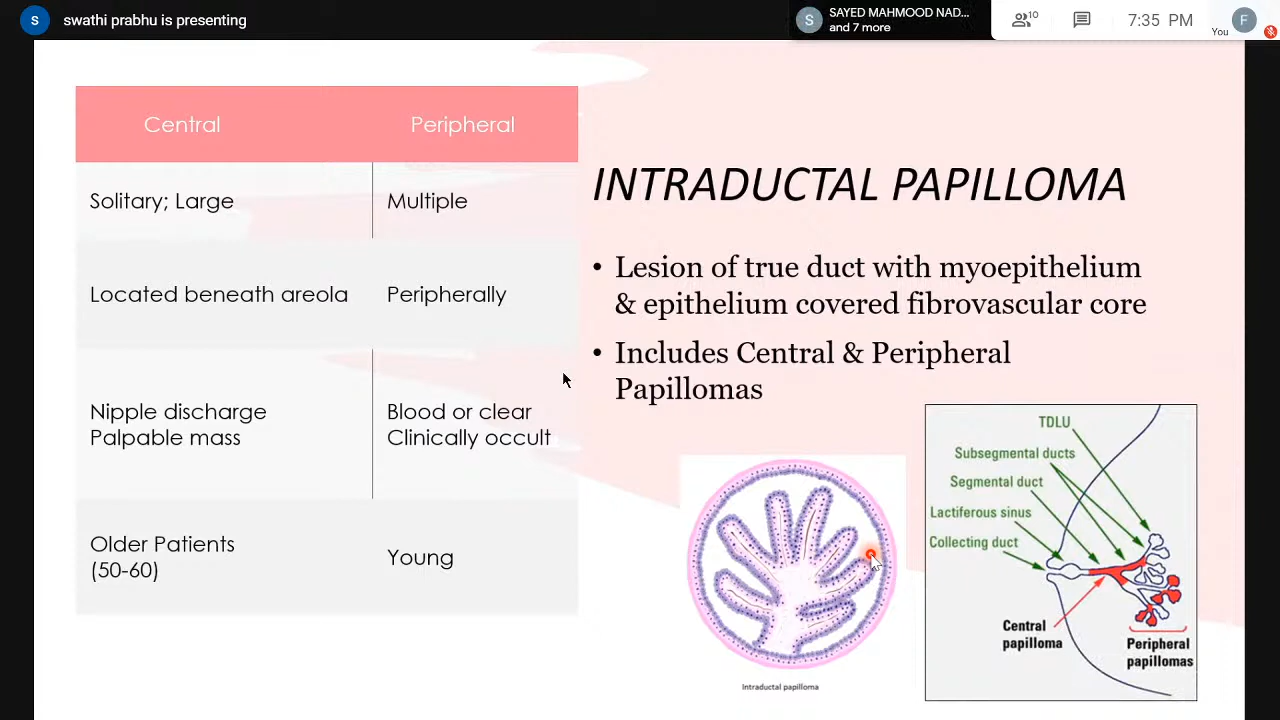 S swathi prabhu is presenting
S SAYED MAHMOOD NAD...
and 7 more
10
7:35 PM
You
F
Central Peripheral
Solitary; Large Multiple
Located beneath areola Peripherally
Nipple discharge Blood or clear
Palpable mass Clinically occult
Older Patients
(50-60)
Young
INTRADUCTAL PAPILLOMA
• Lesion of true duct with myoepithelium
& epithelium covered fibrovascular core
• Includes Central & Peripheral
Papillomas
Intraductal papilloma
TDLU
Subsegmental ducts
Segmental duct
Lactiferous sinus
Collecting duct
Central
papilloma
Peripheral
papillomas